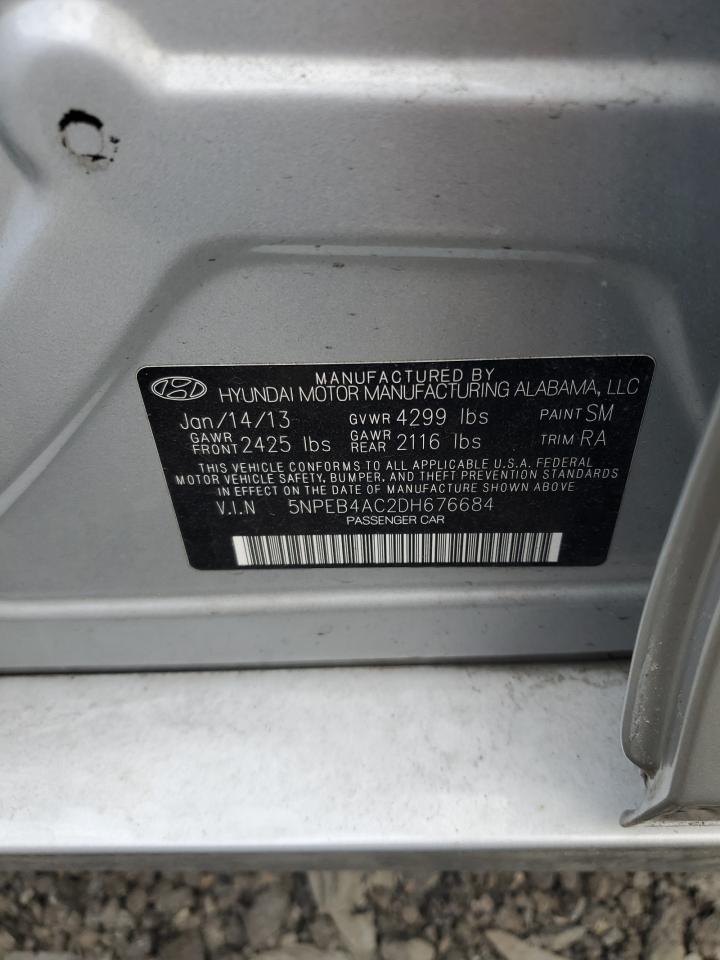 MANUFACTURED BY
HYUNDAI MOTOR MANUFACTURING ALABAMA, LLC
Jan/14/13 GVWR 4299 lbs PAINT SM
GAWR FRONT 2425 lbs GAWR REAR 2116 lbs TRIM RA
THIS VEHICLE CONFORMS TO ALL APPLICABLE U.S.A. FEDERAL
MOTOR VEHICLE SAFETY, BUMPER, AND THEFT PREVENTION STANDARDS
IN EFFECT ON THE DATE OF MANUFACTURE SHOWN ABOVE
V.I.N 5NPEB4AC2DH676684
PASSENGER CAR